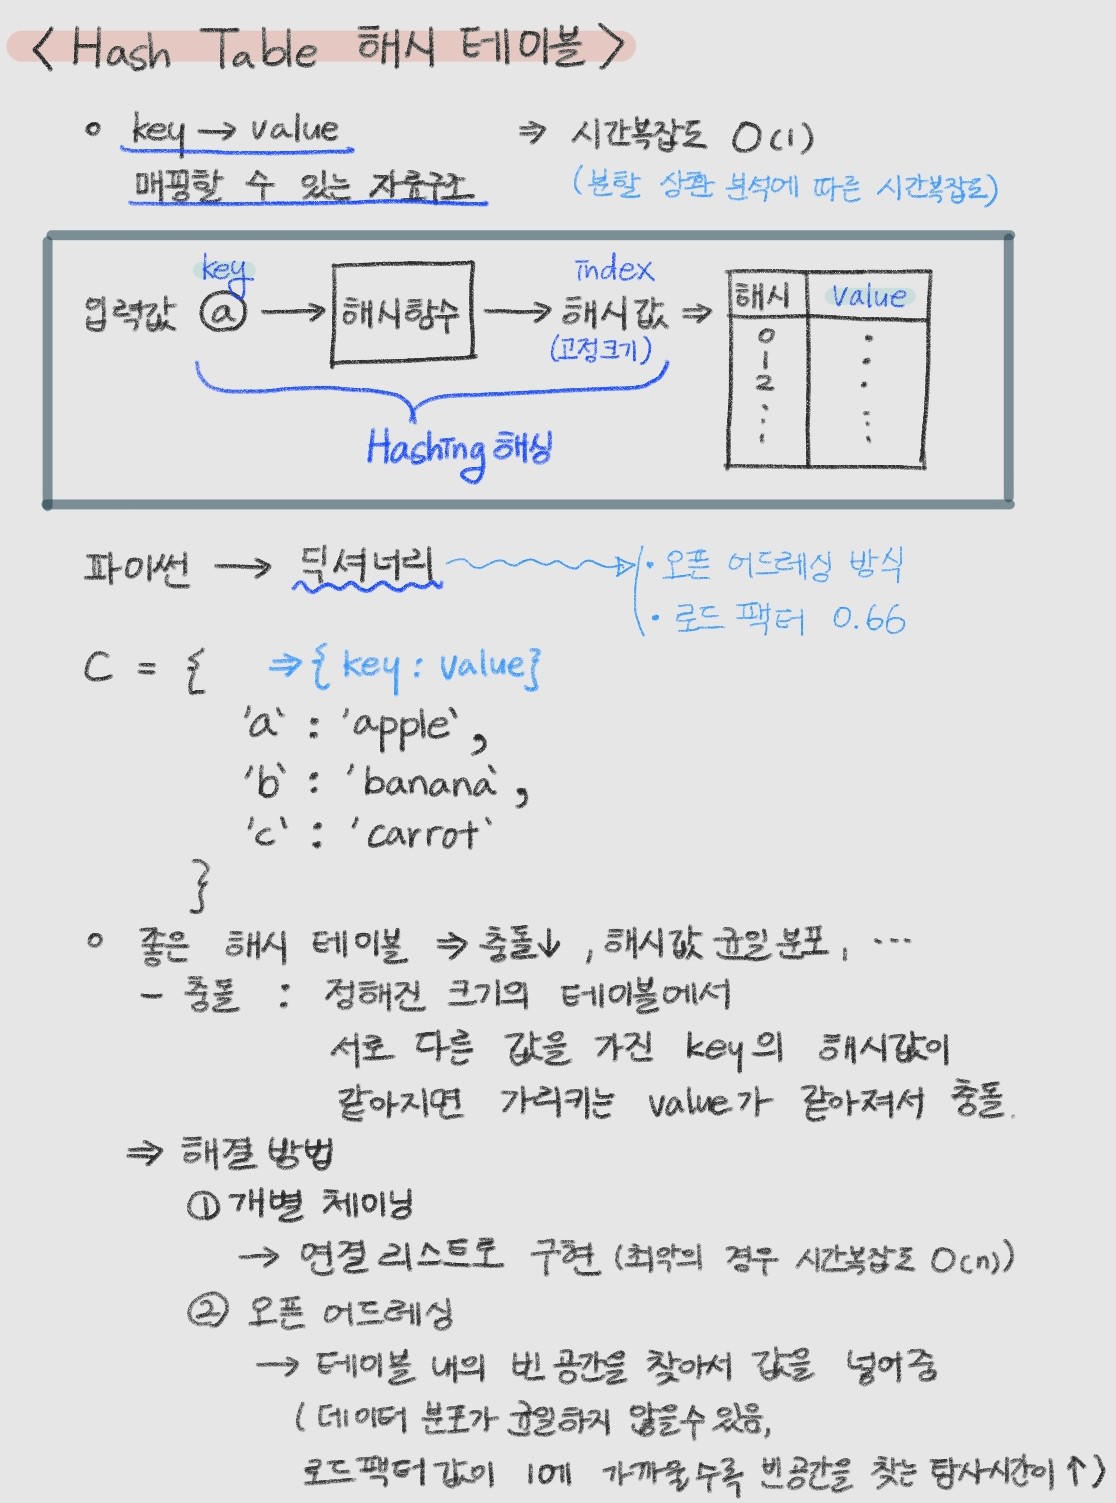 < Hash Table 해시 테이블 >
◦ key → value ⇒ 시간복잡도 O(1)
매핑할 수 있는 자료구조 (분할 상환 분석에 따른 시간복잡도)
key index
입력값 ⓐ → 해시함수 → 해시값 ⇒ 해시 value
(고정크기)
0 ·
1 ·
2 ·
⋮ ⋮
Hashing 해싱
파이썬 → 딕셔너리 · 오픈 어드레싱 방식
· 로드 팩터 0.66
C = { ⇒ { key : value}
'a` : 'apple`,
'b` : 'banana`,
'c` : 'carrot`
}
◦ 좋은 해시 테이블 ⇒ 충돌↓, 해시값 균일 분포, ...
- 충돌 : 정해진 크기의 테이블에서
서로 다른 값을 가진 key의 해시값이
같아지면 가리키는 value가 같아져서 충돌.
⇒ 해결 방법
① 개별 체이닝
→ 연결 리스트로 구현 (최악의 경우 시간복잡도 O(n))
② 오픈 어드레싱
→ 테이블 내의 빈 공간을 찾아서 값을 넣어줌
( 데이터 분포가 균일하지 않을수 있음,
로드팩터 값이 1에 가까울수록 빈공간을 찾는 탐사시간이 ↑)